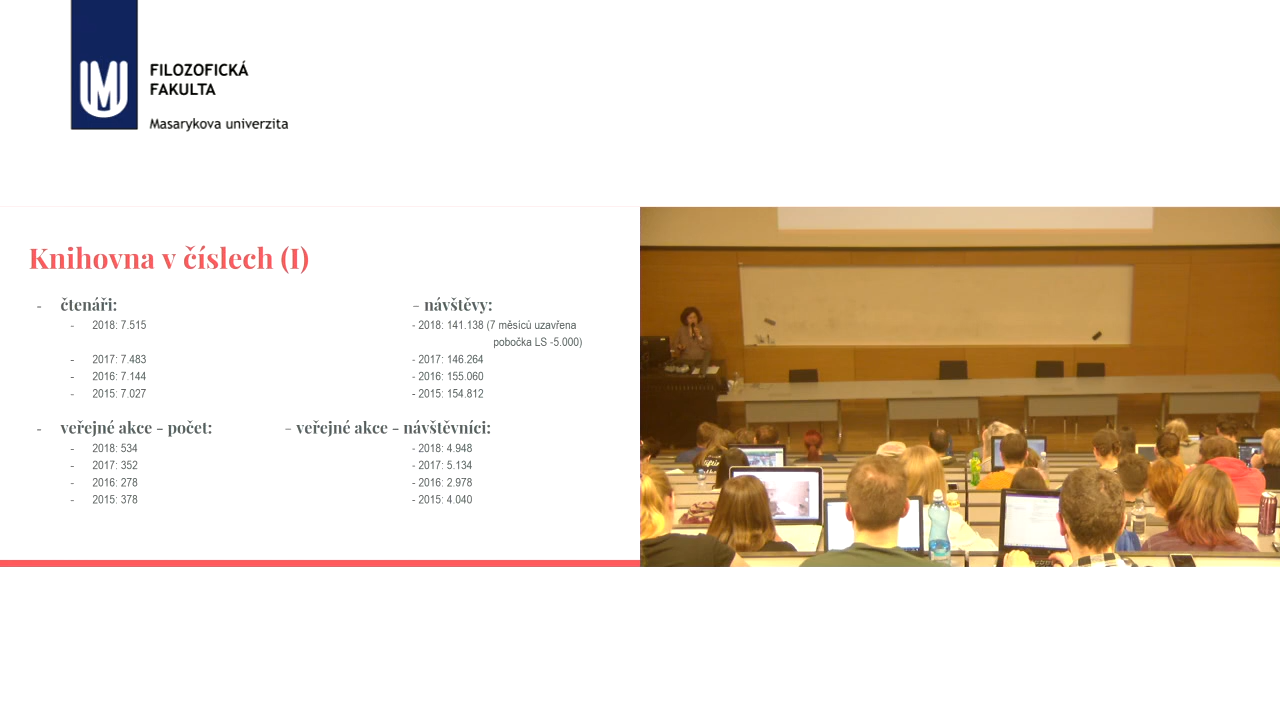 FILOZOFICKÁ
FAKULTA
Masarykova univerzita
Knihovna v číslech (I)
- čtenáři:
- 2018: 7.515
- 2017: 7.483
- 2016: 7.144
- 2015: 7.027
- návštěvy:
- 2018: 141.138 (7 měsíců uzavřena
pobočka LS -5.000)
- 2017: 146.264
- 2016: 155.060
- 2015: 154.812
- veřejné akce - počet:
- 2018: 534
- 2017: 352
- 2016: 278
- 2015: 378
- veřejné akce - návštěvníci:
- 2018: 4.948
- 2017: 5.134
- 2016: 2.978
- 2015: 4.040